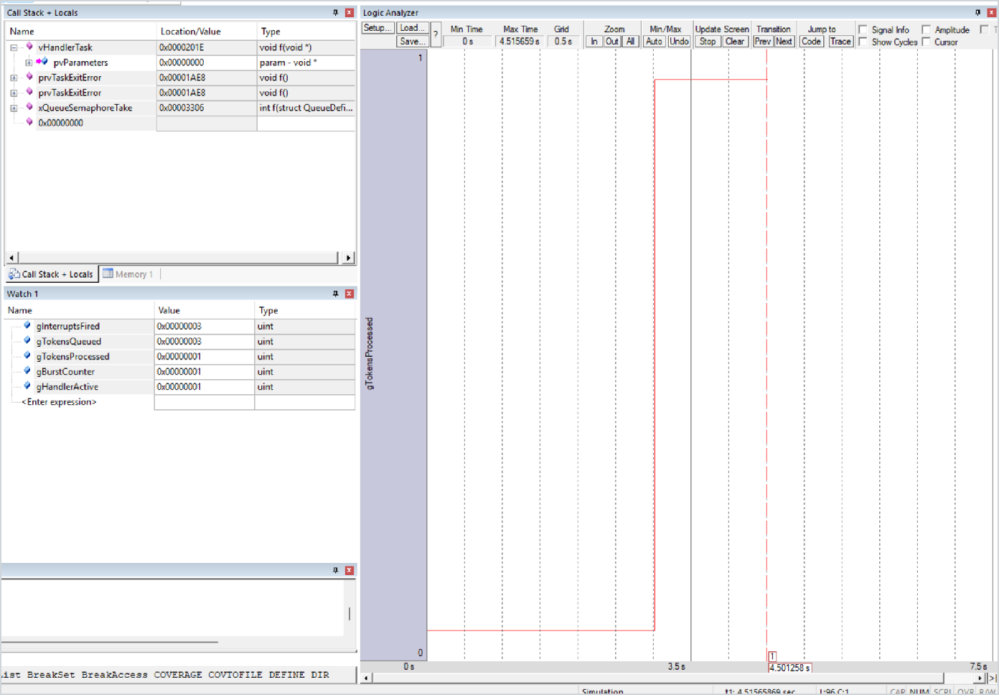 Call Stack + Locals
Name Location/Value Type
vHandlerTask 0x0000201E void f(void *)
pvParameters 0x00000000 param - void *
prvTaskExitError 0x00001AE8 void f()
prvTaskExitError 0x00001AE8 void f()
xQueueSemaphoreTake 0x00003306 int f(struct QueueDefi...
0x00000000
Call Stack + Locals Memory 1
Watch 1
Name Value Type
gInterruptsFired 0x00000003 uint
gTokensQueued 0x00000003 uint
gTokensProcessed 0x00000001 uint
gBurstCounter 0x00000001 uint
gHandlerActive 0x00000001 uint
<Enter expression>
ist BreakSet BreakAccess COVERAGE COVTOFILE DEFINE DIR
Logic Analyzer
Setup... Load... ? Min Time Max Time Grid Zoom Min/Max Update Screen Transition Jump to Signal Info Amplitude T
Save... 0 s 4.515659 s 0.5 s In Out All Auto Undo Stop Clear Prev Next Code Trace Show Cycles Cursor
1
gTokensProcessed
0
1
0 s 3.5 s 4.501258 s 7.5 s
Simulation t1: 4.51565869 sec L:96 C:1 CAP NUM SCRL OVR R/W